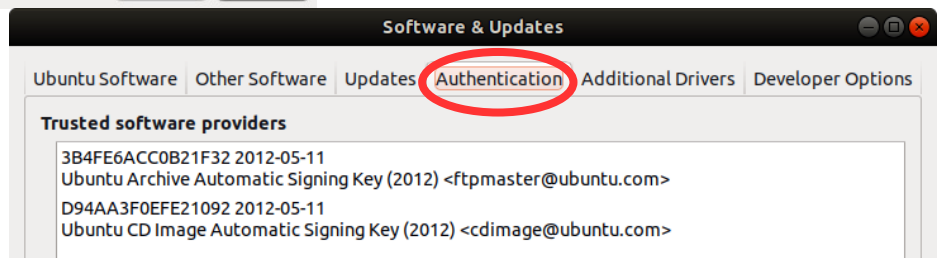 Software & Updates
Ubuntu Software Other Software Updates Authentication Additional Drivers Developer Options
Trusted software providers
3B4FE6ACC0B21F32 2012-05-11
Ubuntu Archive Automatic Signing Key (2012) <ftpmaster@ubuntu.com>
D94AA3F0EFE21092 2012-05-11
Ubuntu CD Image Automatic Signing Key (2012) <cdimage@ubuntu.com>